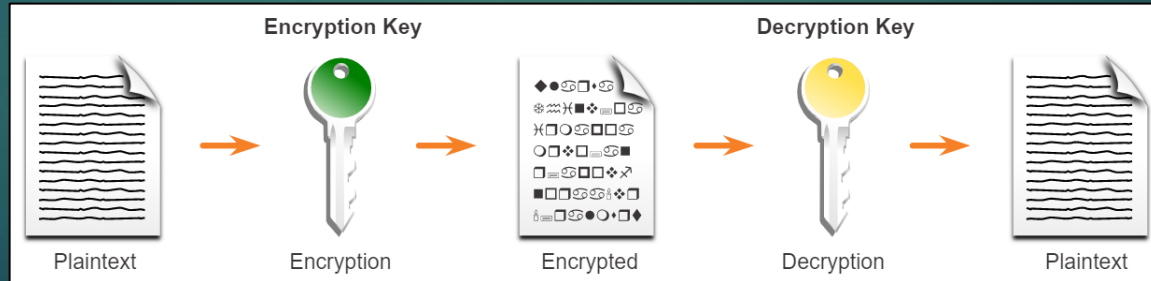 Encryption Key
Decryption Key
Plaintext
Encryption
Encrypted
Decryption
Plaintext